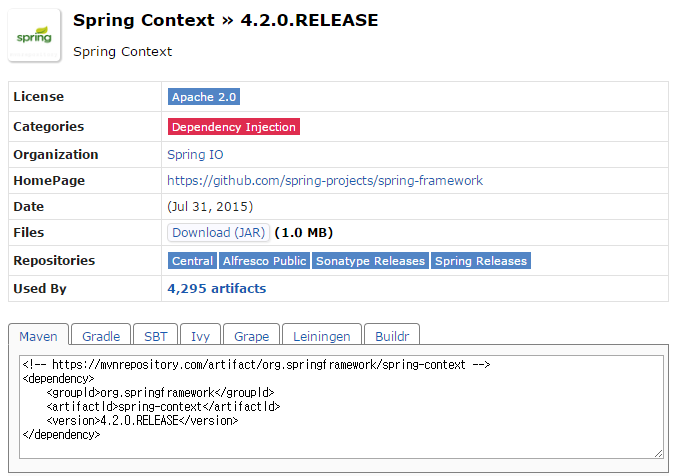 spring
Spring Context » 4.2.0.RELEASE
Spring Context
License Apache 2.0
Categories Dependency Injection
Organization Spring IO
HomePage https://github.com/spring-projects/spring-framework
Date (Jul 31, 2015)
Files Download (JAR) (1.0 MB)
Repositories Central Alfresco Public Sonatype Releases Spring Releases
Used By 4,295 artifacts
Maven Gradle SBT Ivy Grape Leiningen Buildr
<!-- https://mvnrepository.com/artifact/org.springframework/spring-context -->
<dependency>
    <groupId>org.springframework</groupId>
    <artifactId>spring-context</artifactId>
    <version>4.2.0.RELEASE</version>
</dependency>